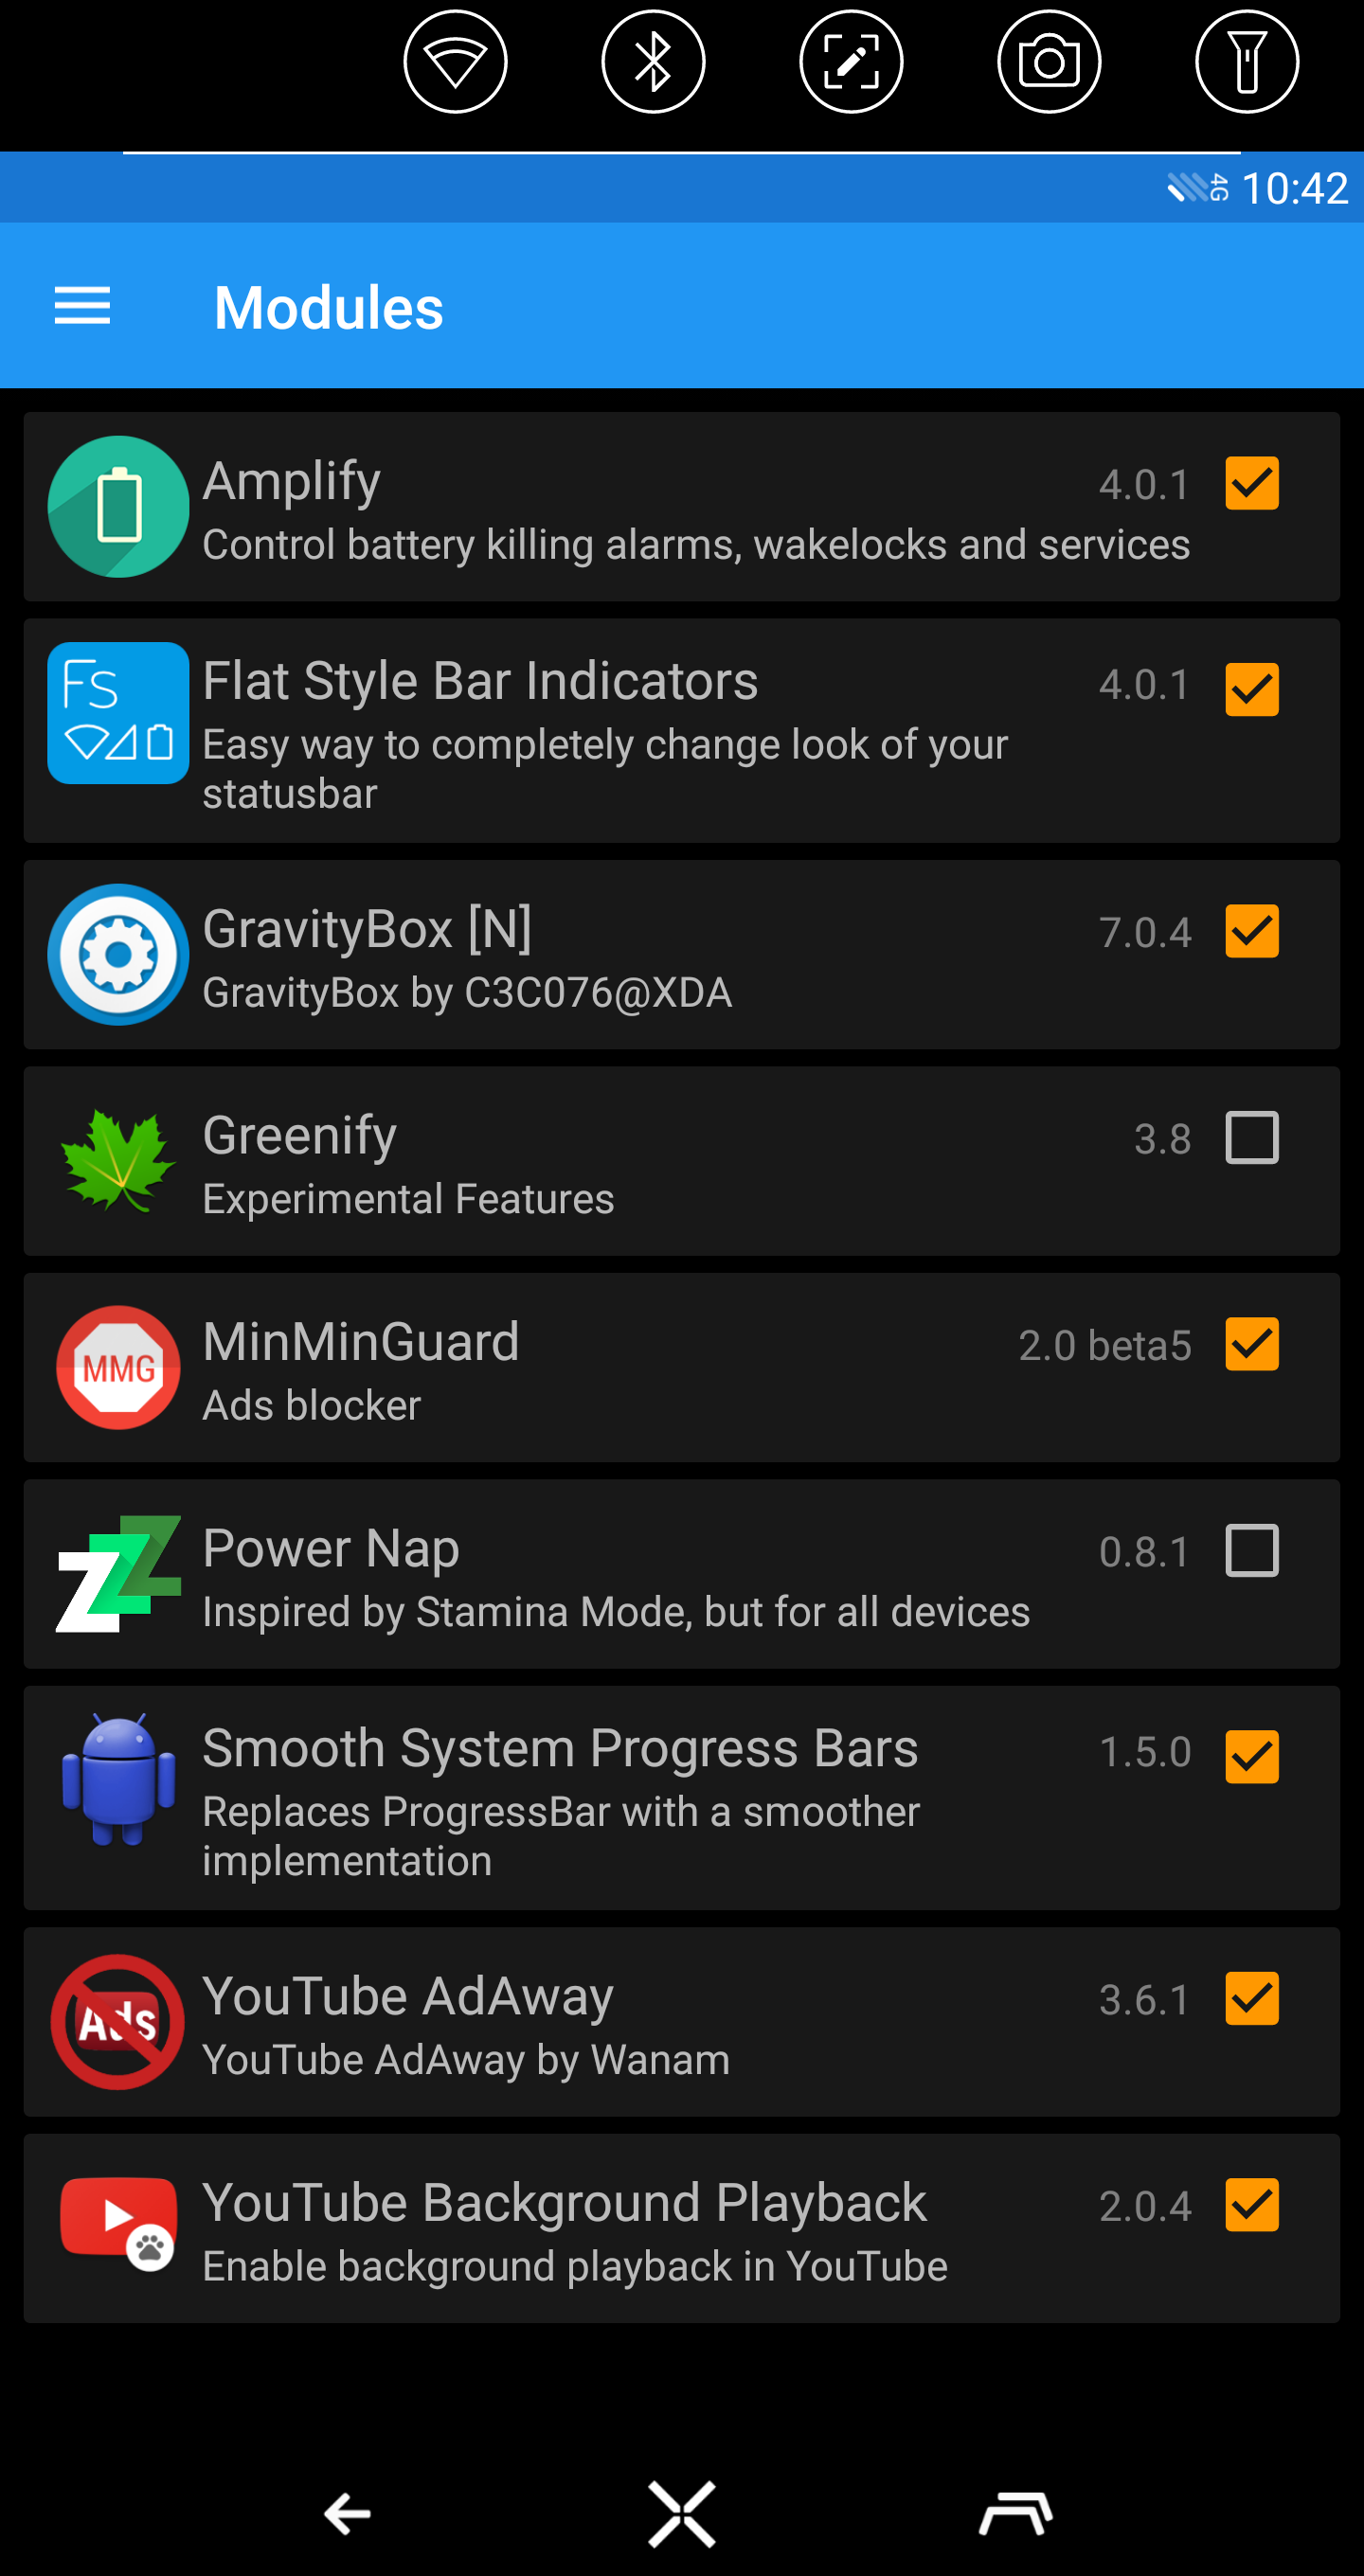 4G 10:42
Modules
Amplify 4.0.1
Control battery killing alarms, wakelocks and services
Fs
Flat Style Bar Indicators 4.0.1
Easy way to completely change look of your
statusbar
GravityBox [N] 7.0.4
GravityBox by C3C076@XDA
Greenify 3.8
Experimental Features
MMG
MinMinGuard 2.0 beta5
Ads blocker
zzz
Power Nap 0.8.1
Inspired by Stamina Mode, but for all devices
Smooth System Progress Bars 1.5.0
Replaces ProgressBar with a smoother
implementation
Ads
YouTube AdAway 3.6.1
YouTube AdAway by Wanam
YouTube Background Playback 2.0.4
Enable background playback in YouTube